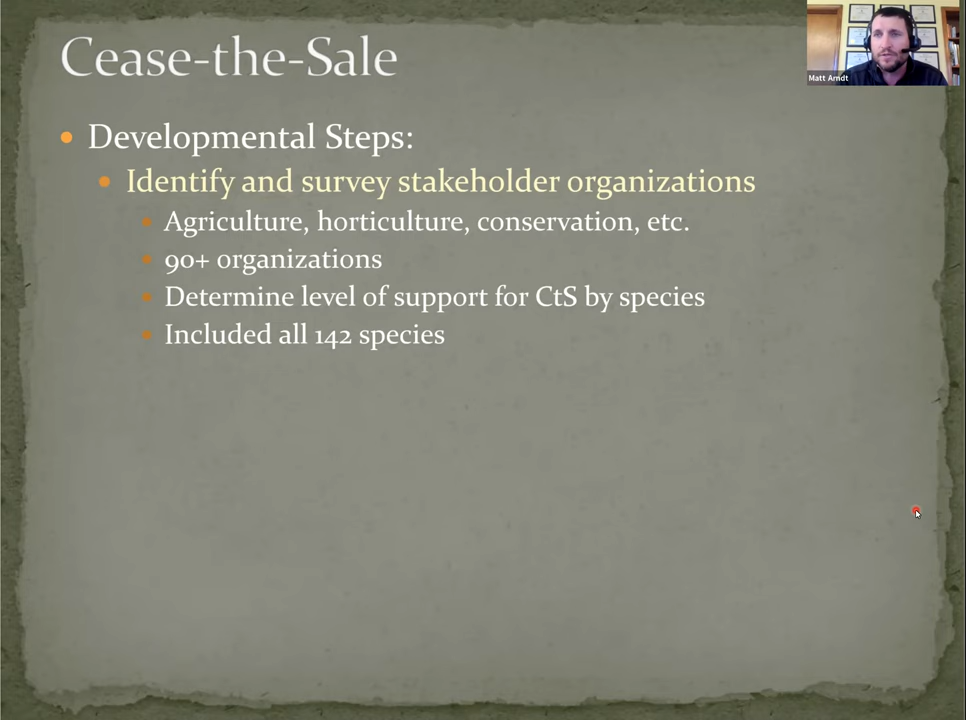 Cease-the-Sale
Matt Arndt
Developmental Steps:
Identify and survey stakeholder organizations
Agriculture, horticulture, conservation, etc.
90+ organizations
Determine level of support for CtS by species
Included all 142 species